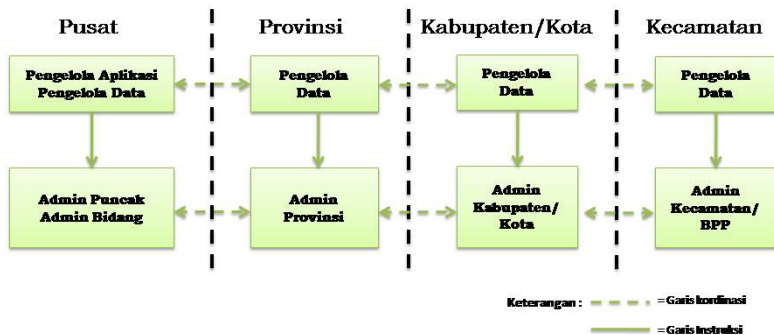 Pusat
Provinsi
Kabupaten/Kota
Kecamatan
Pengelola Aplikasi
Pengelola Data
Pengelola
Data
Pengelola
Data
Pengelola
Data
Admin Puncak
Admin Bidang
Admin
Provinsi
Admin
Kabupaten/
Kota
Admin
Kecamatan/
BPP
Keterangan :
= Garis kordinasi
= Garis Instruksi